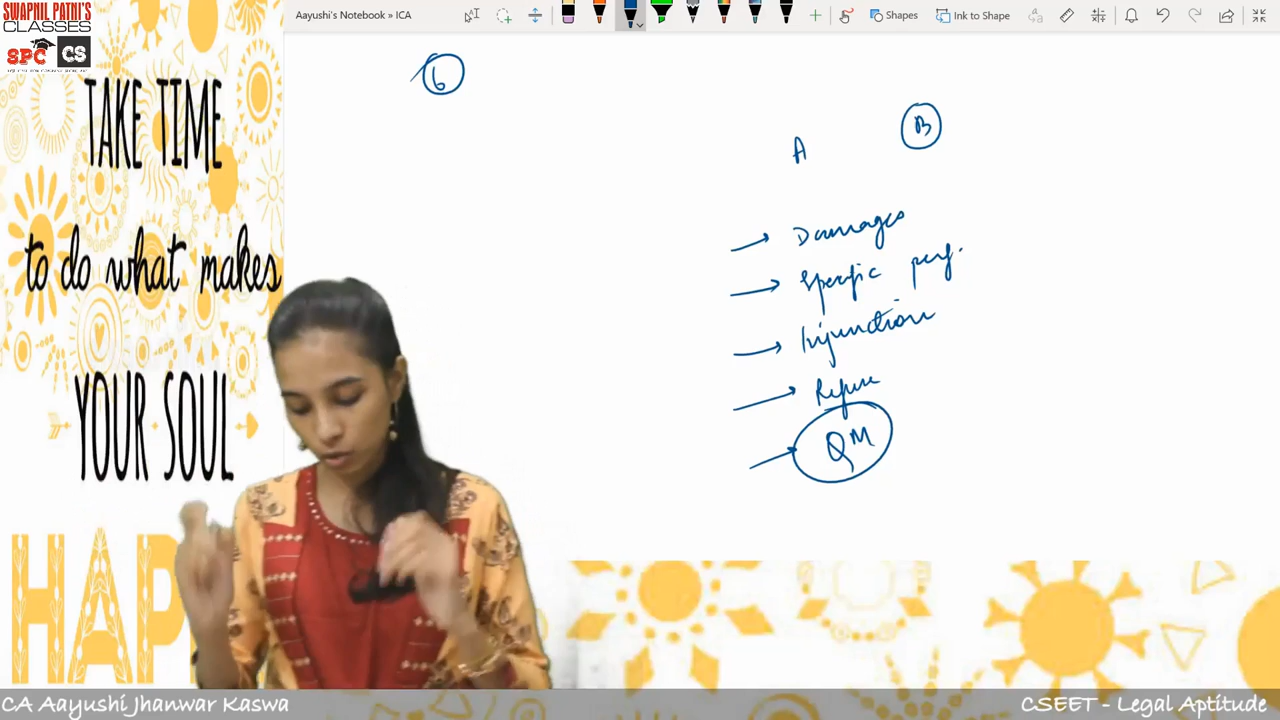 SWAPNIL PATNI'S
CLASSES
SPC CS
Aayushi's Notebook » ICA
Shapes
Ink to Shape
TAKE TIME
to do what makes
YOUR SOUL
HAP
6
A
B
Damages
Specific perf.
Injunction
QM
CA Aayushi Jhanwar Kaswa
CSEET - Legal Aptitude